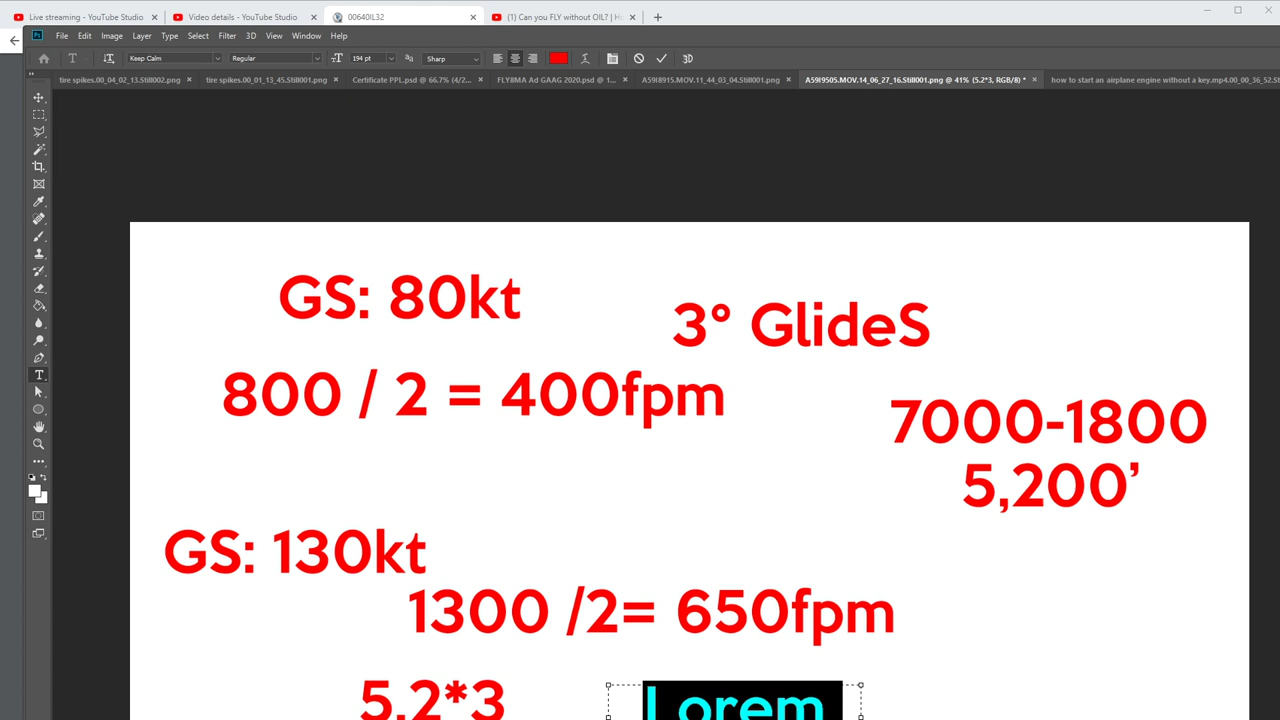 Live streaming - YouTube Studio
Video details - YouTube Studio
00640IL32
(1) Can you FLY without OIL? | H
Ps File Edit Image Layer Type Select Filter 3D View Window Help
T Keep Calm Regular 194 pt Sharp 3D
tire spikes.00_04_02_13.Still002.png
tire spikes.00_01_13_45.Still001.png
Certificate PPL.psd @ 66.7% (4/2...
FLY8MA Ad GAAG 2020.psd @ 1...
A59I8915.MOV.11_44_03_04.Still001.png
A59I9505.MOV.14_06_27_16.Still001.png @ 41% (5.2*3, RGB/8) *
how to start an airplane engine without a key.mp4.00_00_36_52.S
GS: 80kt
3° GlideS
800 / 2 = 400fpm
7000-1800
5,200’
GS: 130kt
1300 /2= 650fpm
5.2*3
Lorem